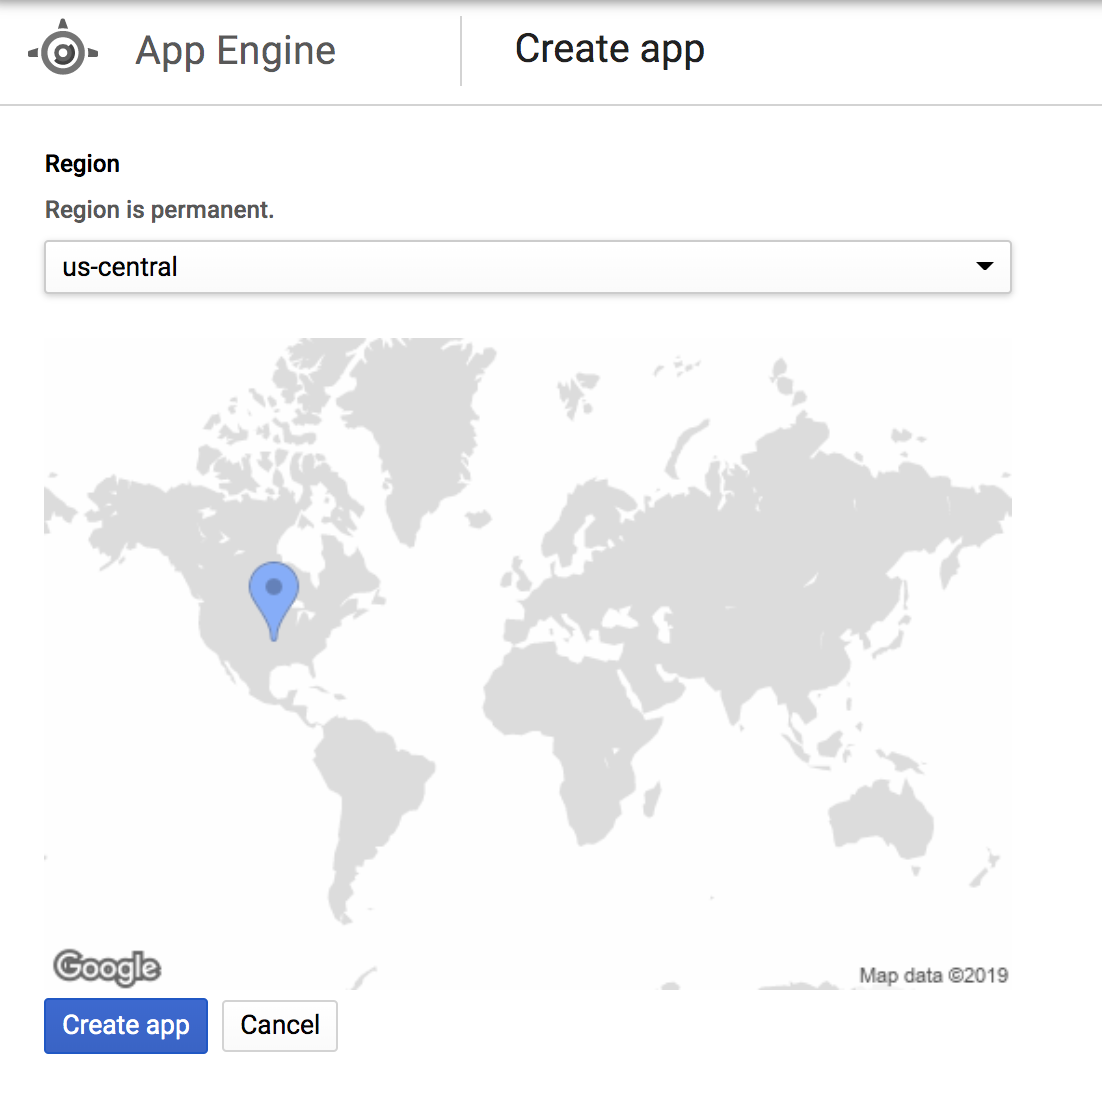 App Engine
Create app
Region
Region is permanent.
us-central
Google
Map data ©2019
Create app
Cancel